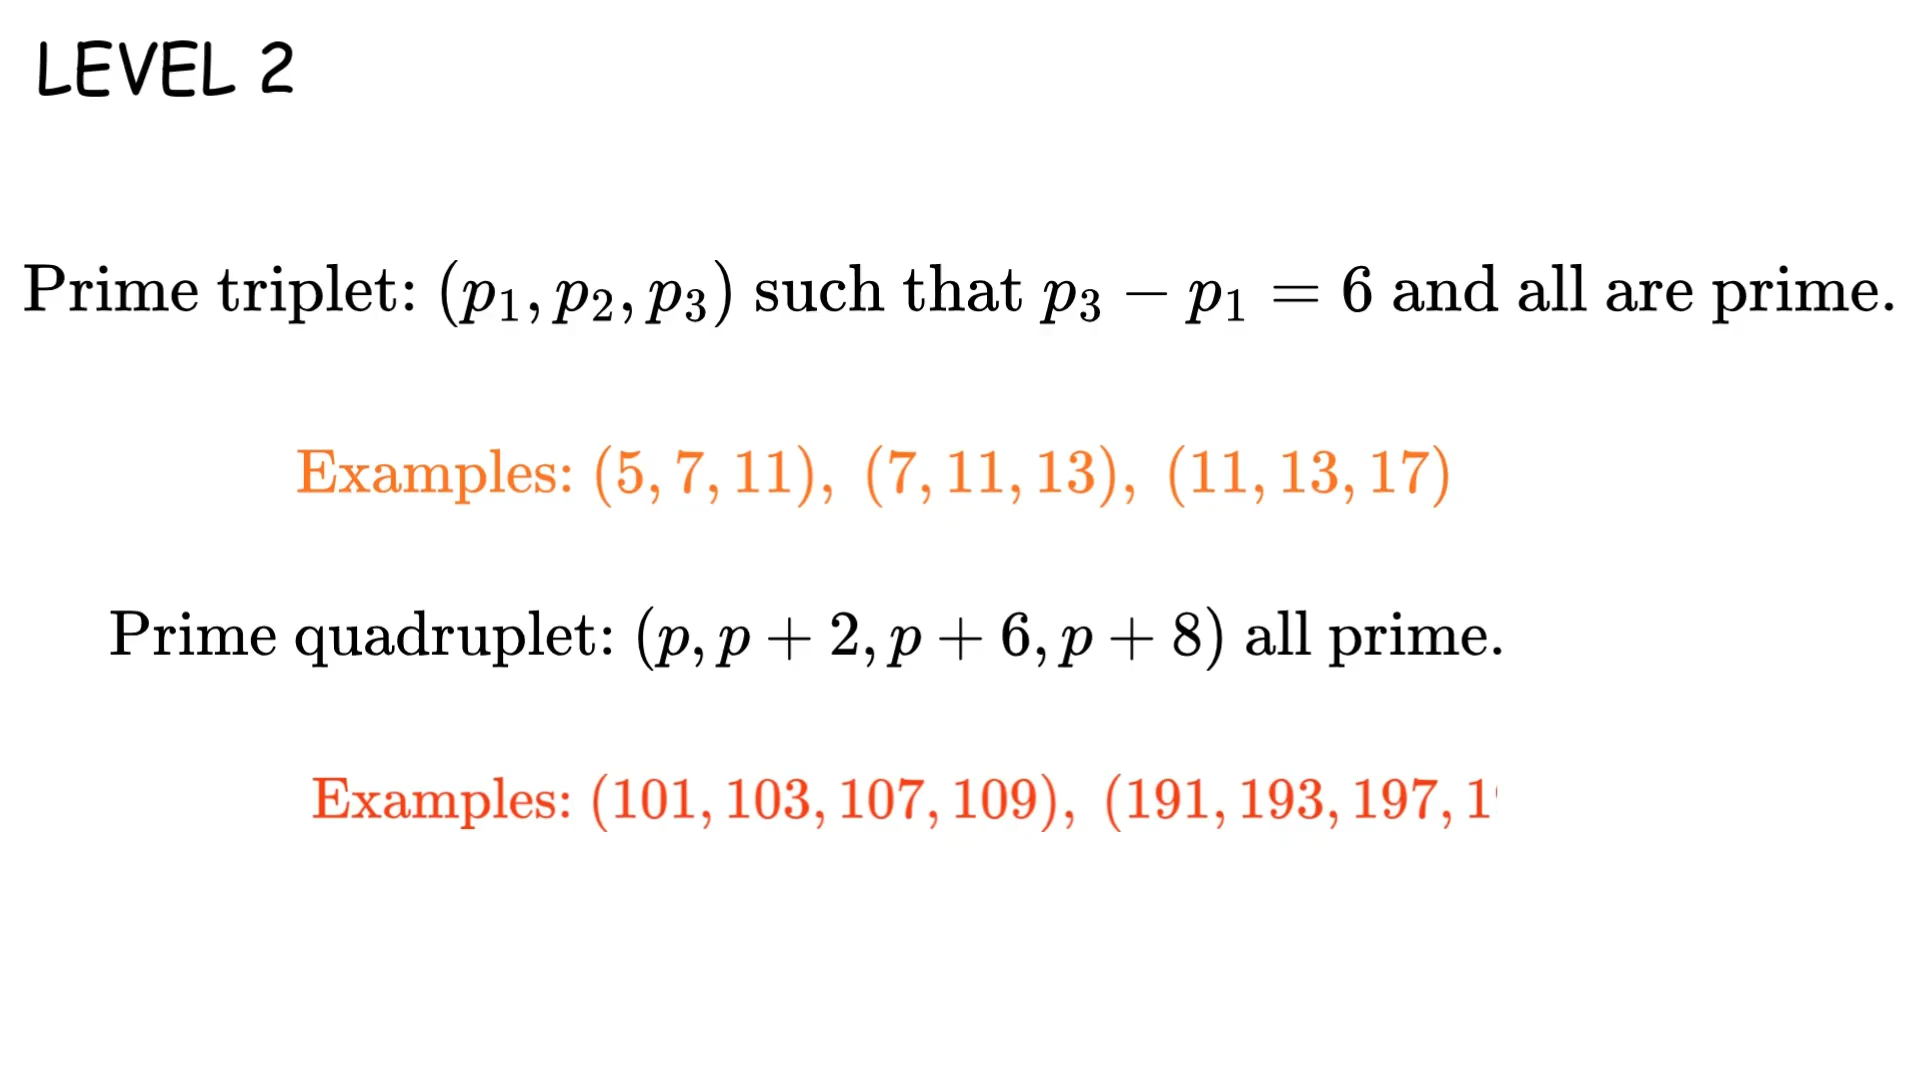 LEVEL 2
Prime triplet: (p₁, p₂, p₃) such that p₃ − p₁ = 6 and all are prime.
Examples: (5, 7, 11), (7, 11, 13), (11, 13, 17)
Prime quadruplet: (p, p + 2, p + 6, p + 8) all prime.
Examples: (101, 103, 107, 109), (191, 193, 197, 1